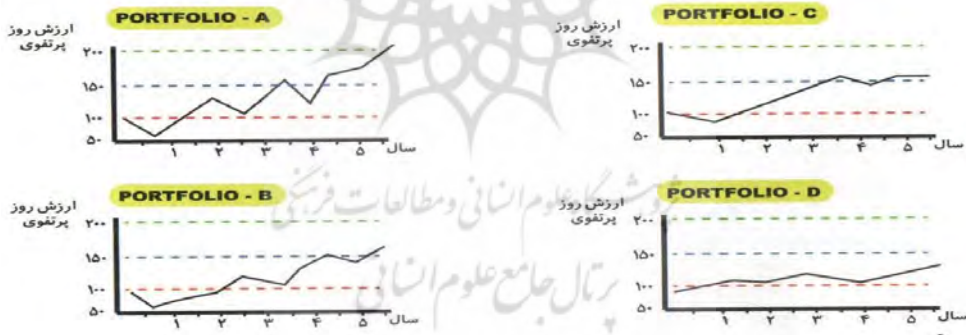 PORTFOLIO - A
ارزش روز
پرتفوی
۲۰۰
۱۵۰
۱۰۰
۵۰
۱ ۲ ۳ ۴ ۵ سال
PORTFOLIO - C
ارزش روز
پرتفوی
۲۰۰
۱۵۰
۱۰۰
۵۰
۱ ۲ ۳ ۴ ۵ سال
پژوهشگاه علوم انسانی و مطالعات فرهنگی
پرتال جامع علوم انسانی
PORTFOLIO - B
ارزش روز
پرتفوی
۲۰۰
۱۵۰
۱۰۰
۵۰
۱ ۲ ۳ ۴ ۵ سال
PORTFOLIO - D
ارزش روز
پرتفوی
۲۰۰
۱۵۰
۱۰۰
۵۰
۱ ۲ ۳ ۴ ۵ سال